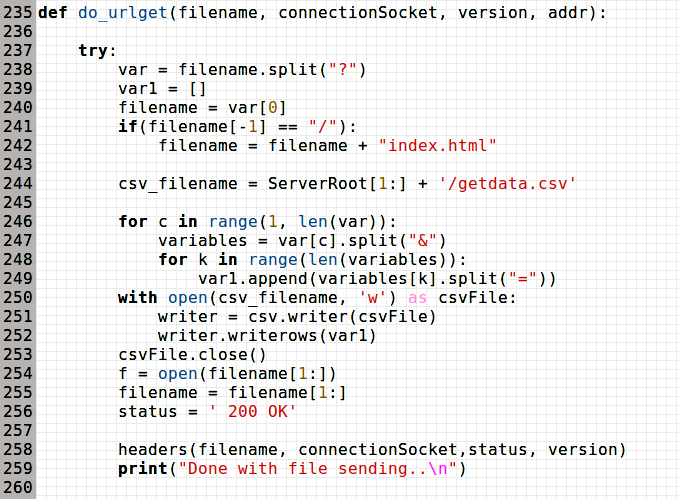 235 def do_urlget(filename, connectionSocket, version, addr):
236
237     try:
238         var = filename.split("?")
239         var1 = []
240         filename = var[0]
241         if(filename[-1] == "/"):
242             filename = filename + "index.html"
243
244         csv_filename = ServerRoot[1:] + '/getdata.csv'
245
246         for c in range(1, len(var)):
247             variables = var[c].split("&")
248             for k in range(len(variables)):
249                 var1.append(variables[k].split("="))
250         with open(csv_filename, 'w') as csvFile:
251             writer = csv.writer(csvFile)
252             writer.writerows(var1)
253         csvFile.close()
254         f = open(filename[1:])
255         filename = filename[1:]
256         status = ' 200 OK'
257
258         headers(filename, connectionSocket,status, version)
259         print("Done with file sending..\n")
260